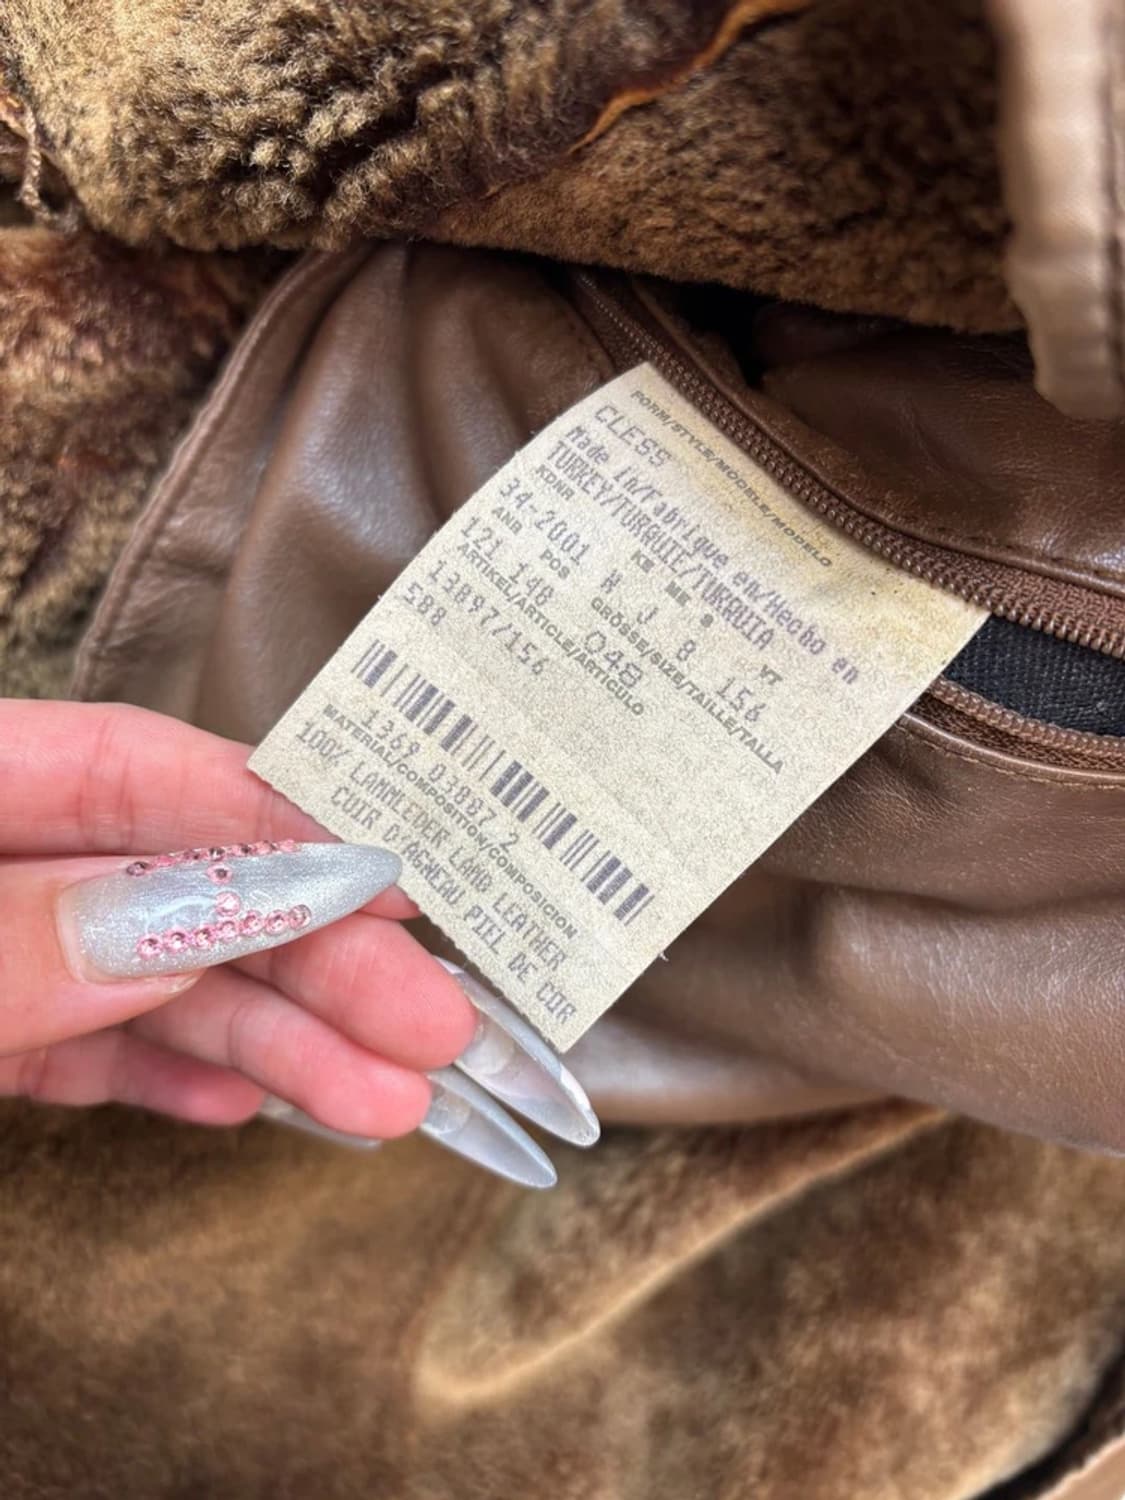 FORM/STYLE/MODELE/MODELO
CLESS
Made in/Fabrique en/Hecho en
TURKEY/TURQUIE/TURQUIA
KDNR KE ME VT
34-2001 N J 8 156
ANB POS GRÖSSE/SIZE/TAILLE/TALLA
121 148 048
ARTIKEL/ARTICLE/ARTICULO
13897/156
588
1369 03887 2
MATERIAL/COMPOSITION/COMPOSICION
100% LAMMLEDER LAMB LEATHER
CUIR D'AGNEAU PIEL DE COR